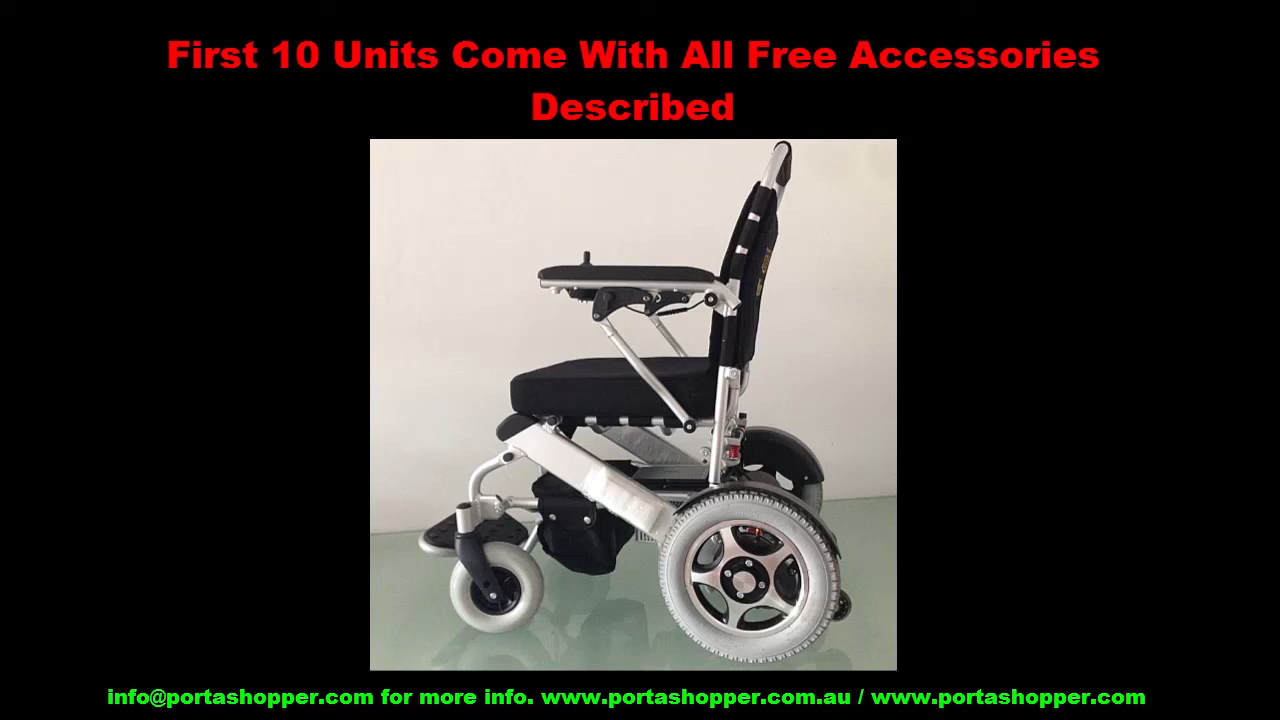 First 10 Units Come With All Free Accessories
Described
info@portashopper.com for more info. www.portashopper.com.au / www.portashopper.com